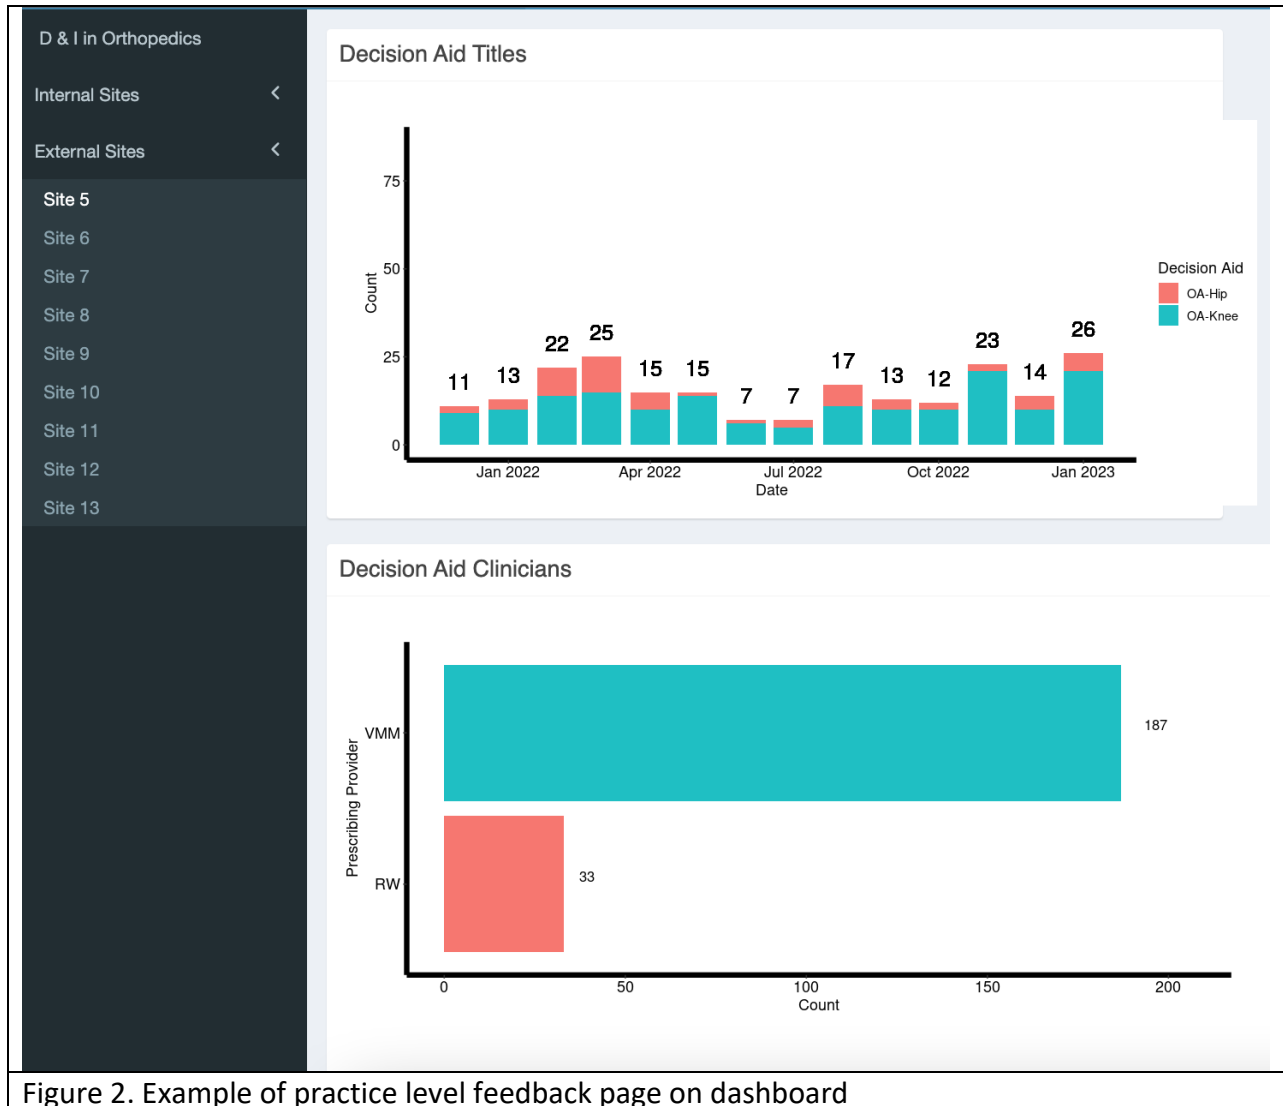 D & I in Orthopedics
Internal Sites
External Sites
Site 5
Site 6
Site 7
Site 8
Site 9
Site 10
Site 11
Site 12
Site 13
Decision Aid Titles
Count
75
50
25
0
11
13
22
25
15
15
7
7
17
13
12
23
14
26
Jan 2022
Apr 2022
Jul 2022
Oct 2022
Jan 2023
Date
Decision Aid
OA-Hip
OA-Knee
Decision Aid Clinicians
Prescribing Provider
VMM
187
RW
33
0
50
100
150
200
Count
Figure 2. Example of practice level feedback page on dashboard